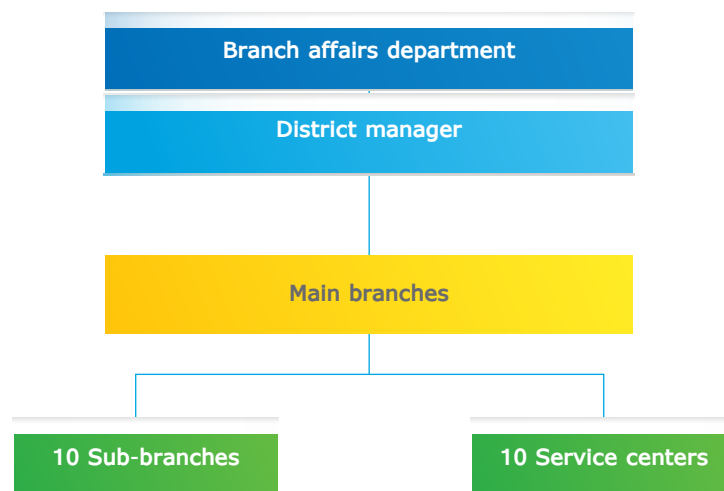 Branch affairs department
District manager
Main branches
10 Sub-branches
10 Service centers